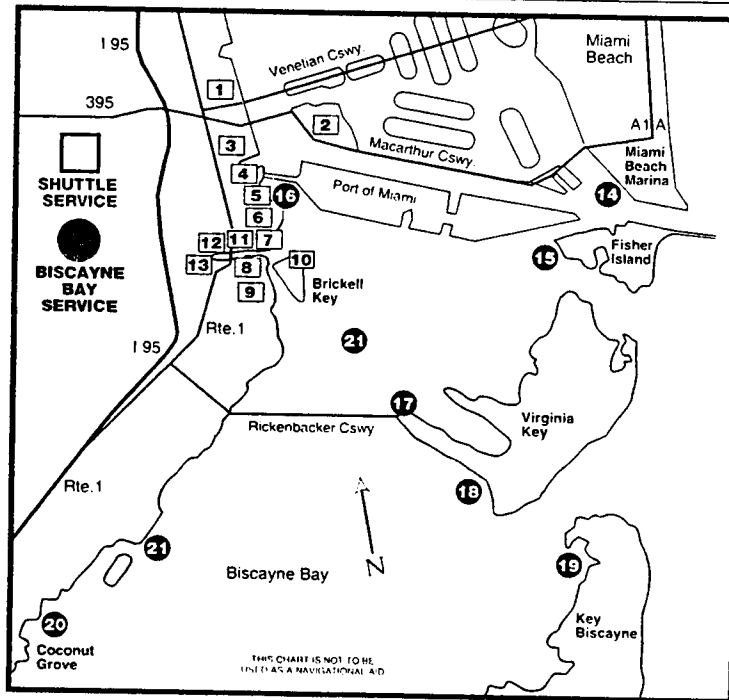 I 95
Venelian Cswy.
Miami
Beach
1
395
2
A1A
3
Macarthur Cswy.
Miami
Beach
Marina
SHUTTLE
SERVICE
4
5
16
Port of Miami
14
6
12
11
7
13
8
10
15
Fisher
Island
BISCAYNE
BAY
SERVICE
9
Brickell
Key
Rte.1
I 95
21
17
Virginia
Key
Rickenbacker Cswy
Rte.1
18
21
N
19
Biscayne Bay
20
Key
Biscayne
Coconut
Grove
THIS CHART IS NOT TO BE
USED AS A NAVIGATIONAL AID